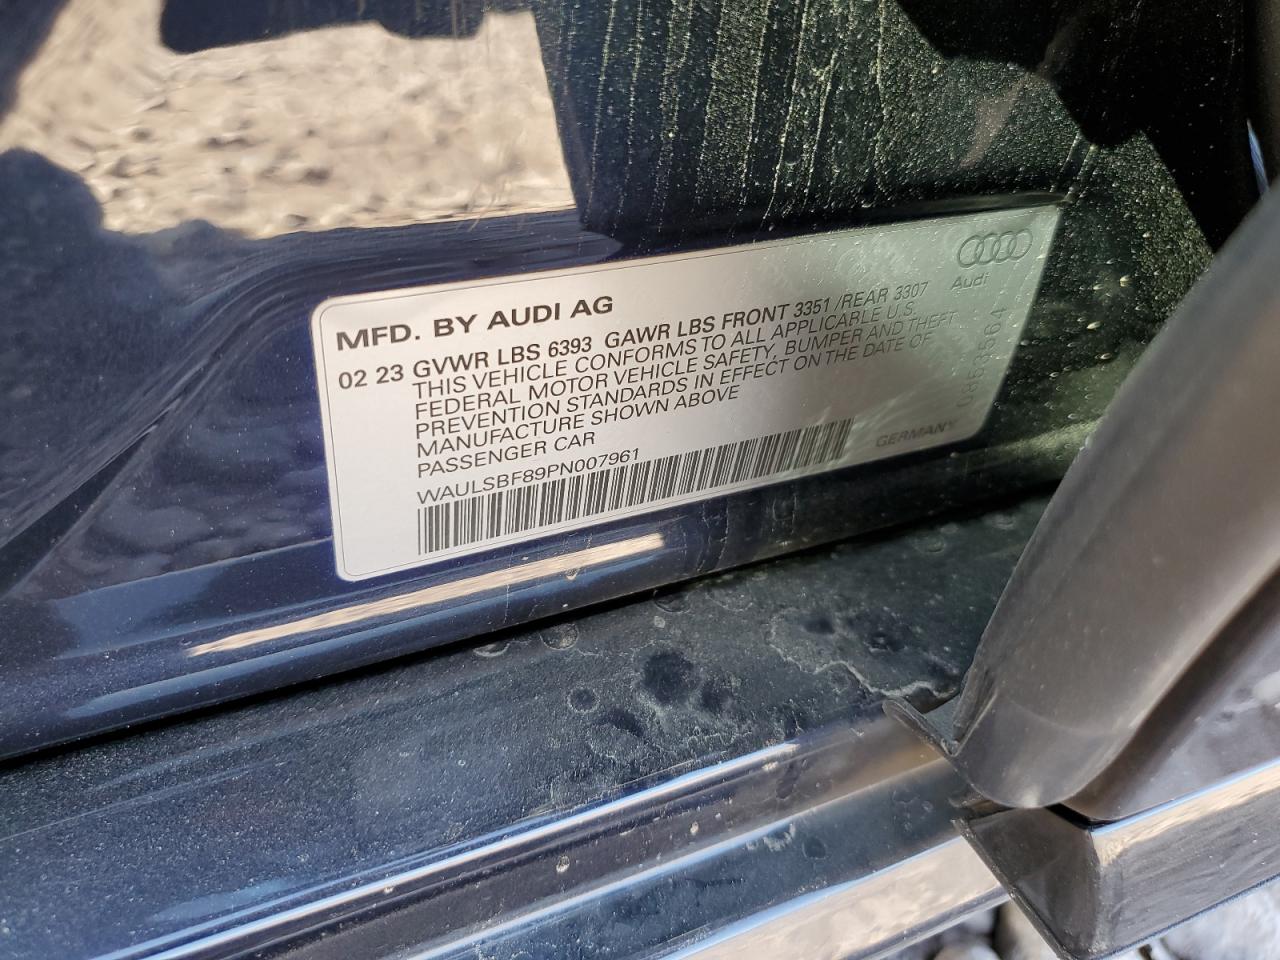 MFD. BY AUDI AG
02 23 GVWR LBS 6393 GAWR LBS FRONT 3351 /REAR 3307
THIS VEHICLE CONFORMS TO ALL APPLICABLE U.S.
FEDERAL MOTOR VEHICLE SAFETY, BUMPER AND THEFT
PREVENTION STANDARDS IN EFFECT ON THE DATE OF
MANUFACTURE SHOWN ABOVE
PASSENGER CAR
WAULSBF89PN007961
GERMANY
Audi